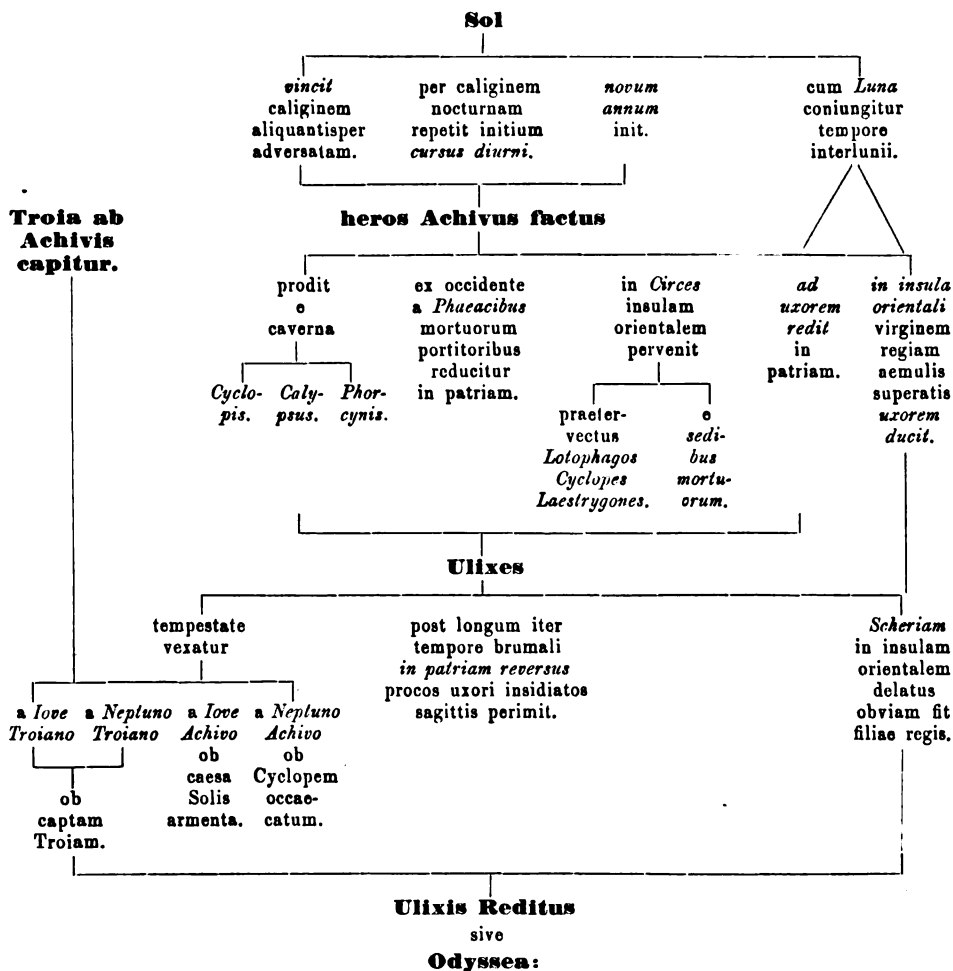 Sol
vincit
caliginem
aliquantisper
adversatam.
per caliginem
nocturnam
repetit initium
cursus diurni.
novum
annum
init.
cum Luna
coniungitur
tempore
interlunii.
Troia ab
Achivis
capitur.
heros Achivus factus
prodit
e
caverna
Cyclo-
pis.
Caly-
psus.
Phor-
cynis.
ex occidente
a Phaeacibus
mortuorum
portitoribus
reducitur
in patriam.
in Circes
insulam
orientalem
pervenit
praeter-
vectus
Lotophagos
Cyclopes
Laestrygones.
e
sedi-
bus
mortu-
orum.
ad
uxorem
redit
in
patriam.
in insula
orientali
virginem
regiam
aemulis
superatis
uxorem
ducit.
Ulixes
tempestate
vexatur
a Iove
Troiano
a Neptuno
Troiano
ob
captam
Troiam.
a Iove
Achivo
ob
caesa
Solis
armenta.
a Neptuno
Achivo
ob
Cyclopem
occae-
catum.
post longum iter
tempore brumali
in patriam reversus
procos uxori insidiatos
sagittis perimit.
Scheriam
in insulam
orientalem
delatus
obviam fit
filiae regis.
Ulixis Reditus
sive
Odyssea: